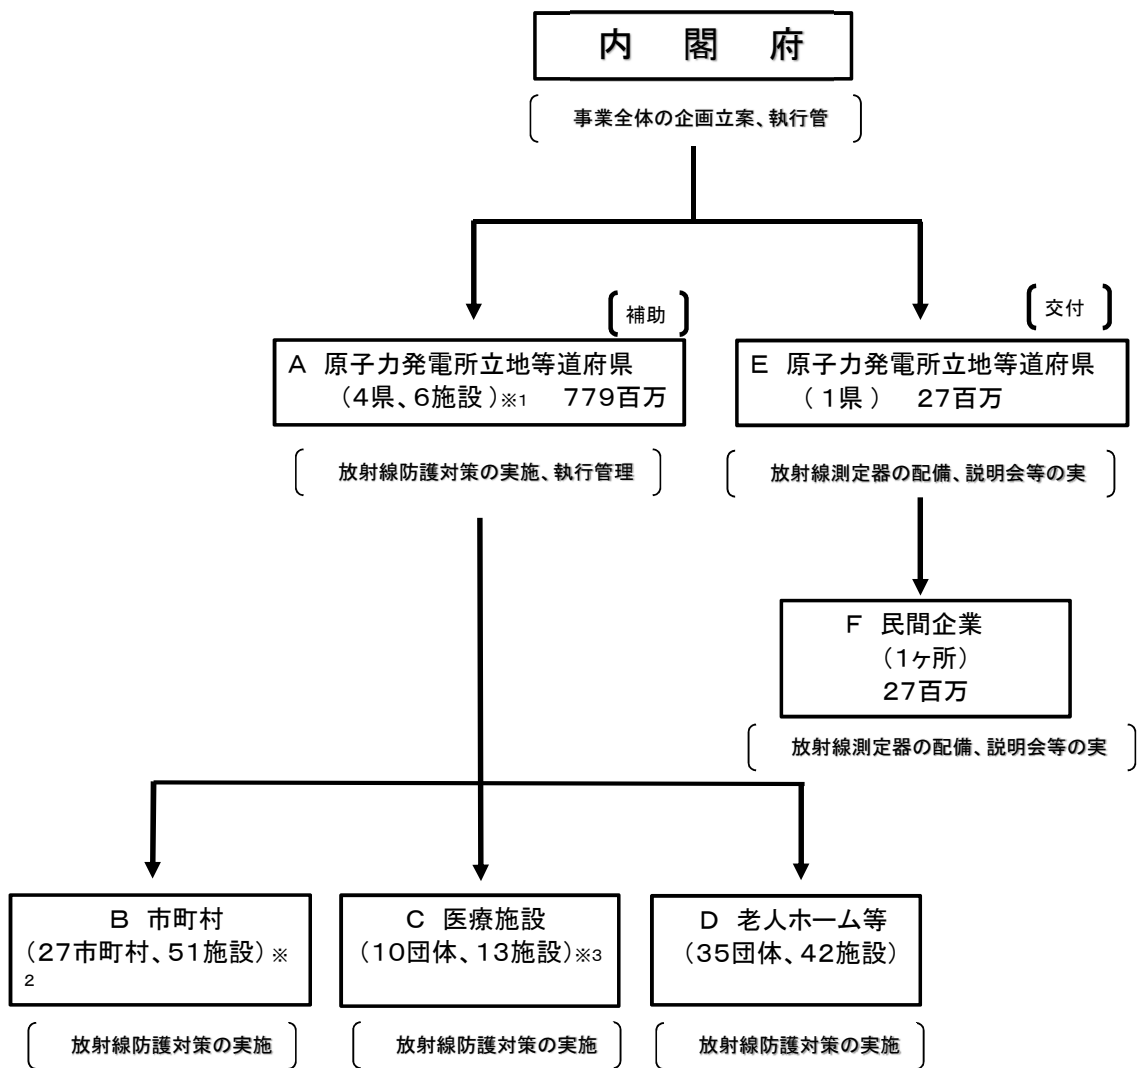 内 閣 府
事業全体の企画立案、執行管
補助
交付
A 原子力発電所立地等道府県
(4県、6施設)※1 779百万
E 原子力発電所立地等道府県
(1県) 27百万
放射線防護対策の実施、執行管理
放射線測定器の配備、説明会等の実
F 民間企業
(1ヶ所)
27百万
放射線測定器の配備、説明会等の実
B 市町村
(27市町村、51施設)※
2
C 医療施設
(10団体、13施設)※3
D 老人ホーム等
(35団体、42施設)
放射線防護対策の実施
放射線防護対策の実施
放射線防護対策の実施